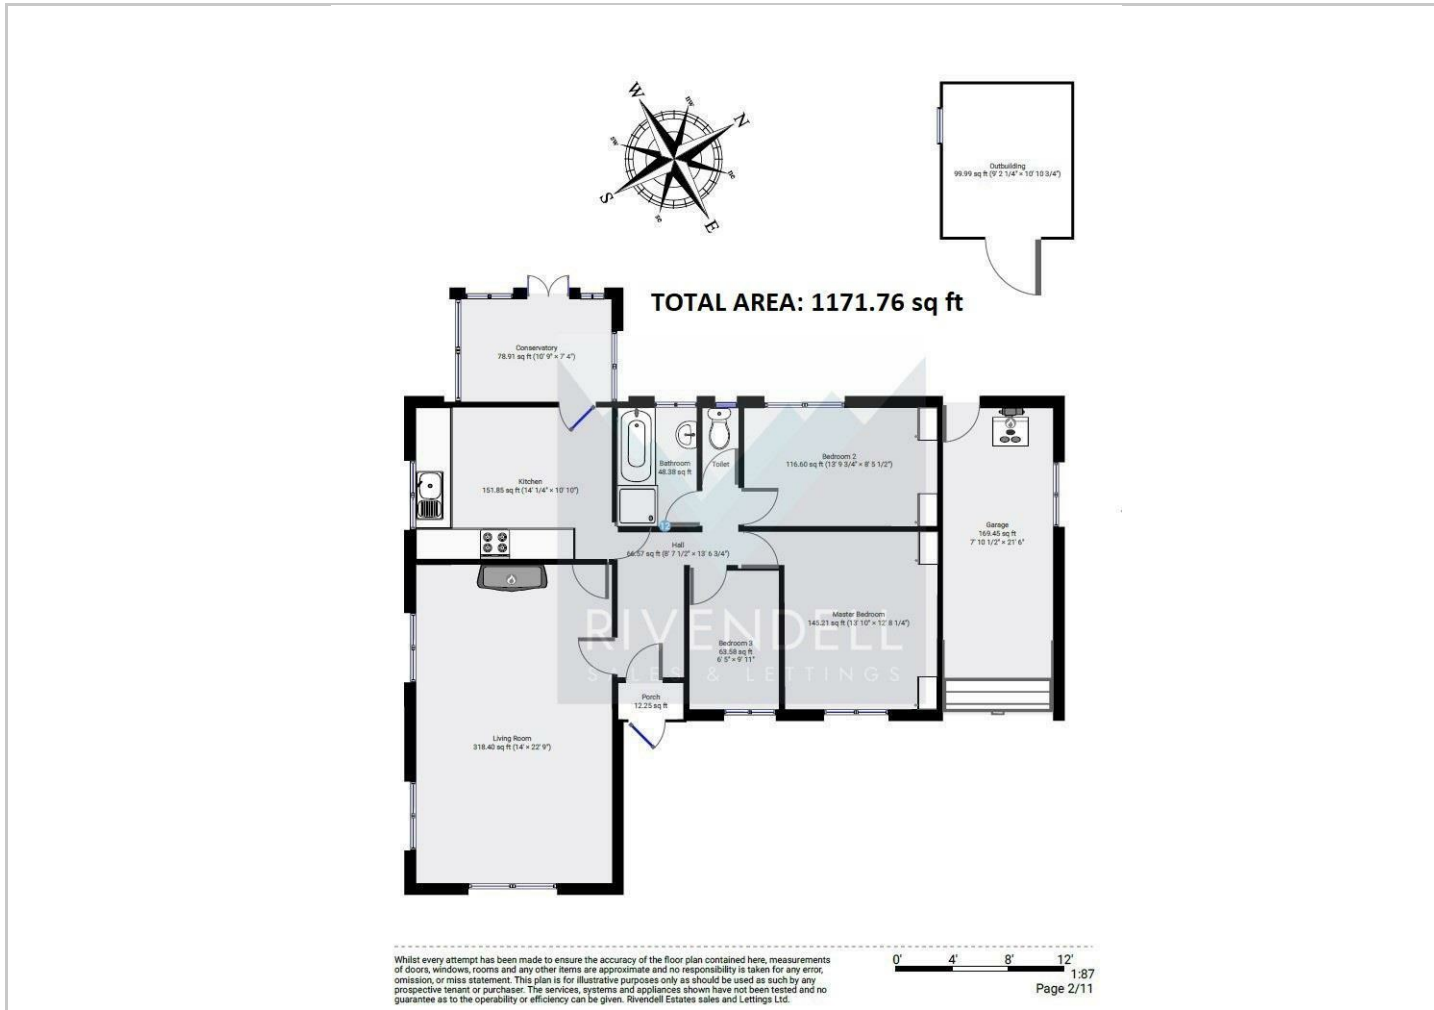 W
NW
N
SW
NE
S
SE
E
Outbuilding
99.99 sq ft (9' 2 1/4" × 10' 10 3/4")
TOTAL AREA: 1171.76 sq ft
Conservatory
78.91 sq ft (10' 9" × 7' 4")
Kitchen
151.85 sq ft (14' 1/4" × 10' 10")
Bathroom
48.38 sq ft
Toilet
Bedroom 2
116.60 sq ft (13' 9 3/4" × 8' 5 1/2")
Garage
169.45 sq ft
7' 10 1/2" × 21' 6"
Hall
66.57 sq ft (8' 7 1/2" × 13' 6 3/4")
Master Bedroom
145.21 sq ft (13' 10" × 12' 8 1/4")
RIVENDELL
SALES & LETTINGS
Bedroom 3
63.58 sq ft
6' 5" × 9' 11"
Porch
12.25 sq ft
Living Room
318.40 sq ft (14' × 22' 9")
Whilst every attempt has been made to ensure the accuracy of the floor plan contained here, measurements
of doors, windows, rooms and any other items are approximate and no responsibility is taken for any error,
omission, or miss statement. This plan is for illustrative purposes only as should be used as such by any
prospective tenant or purchaser. The services, systems and appliances shown have not been tested and no
guarantee as to the operability or efficiency can be given. Rivendell Estates sales and Lettings Ltd.
0' 4' 8' 12'
1:87
Page 2/11